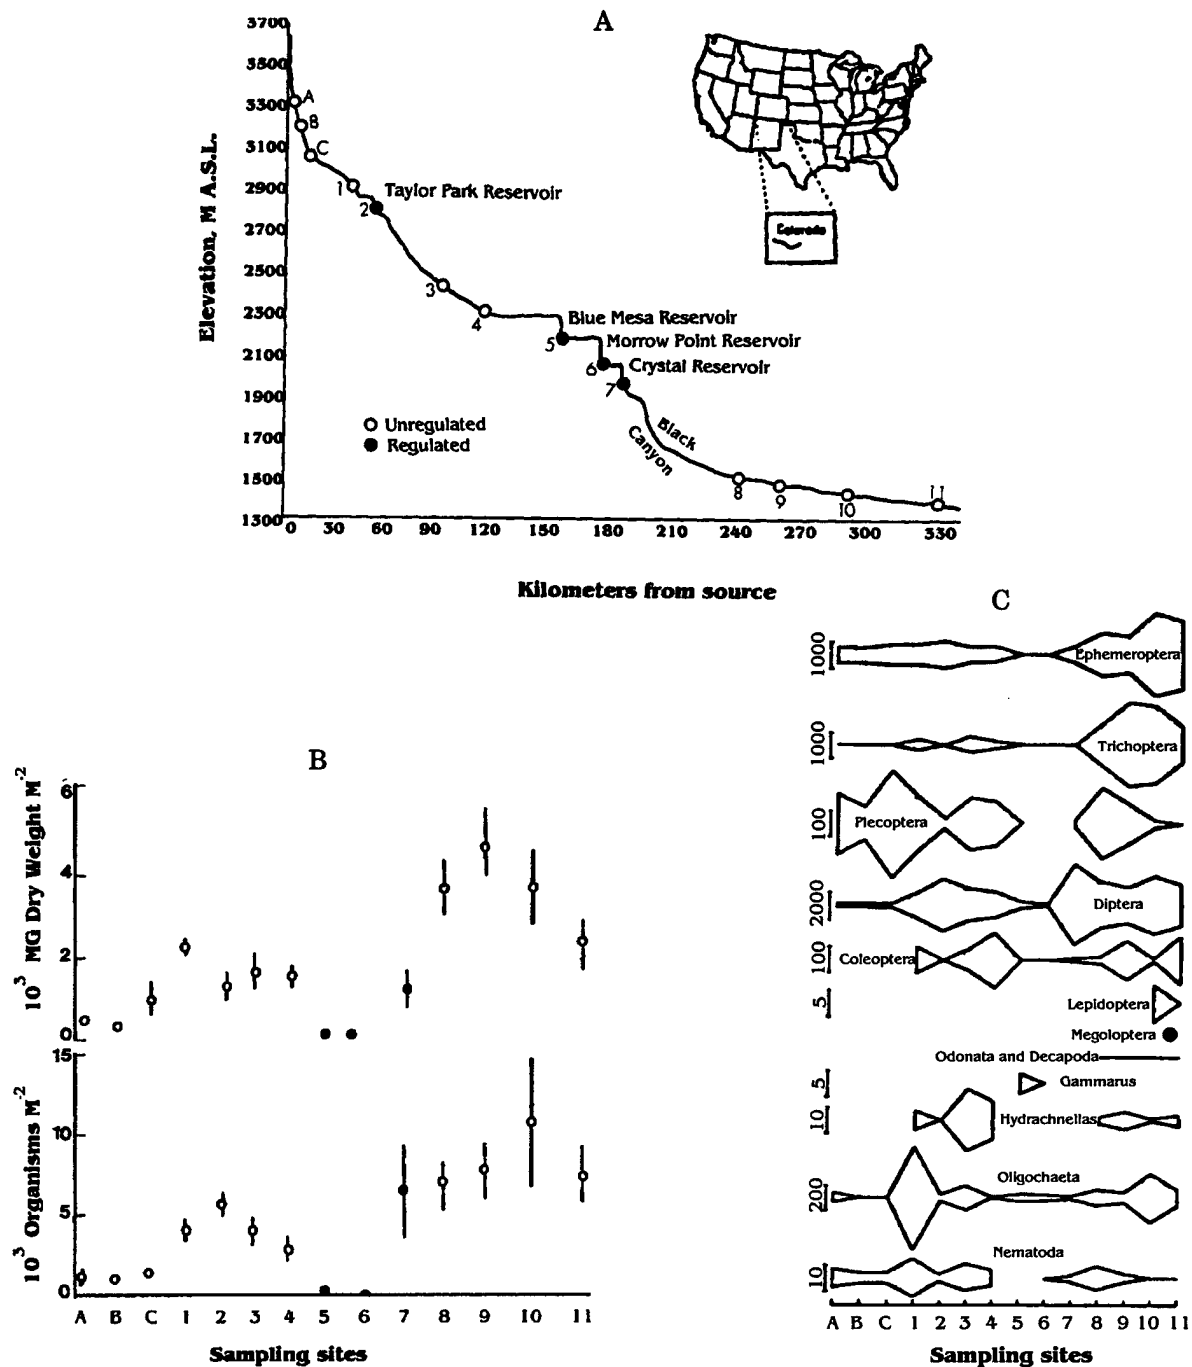 A
3700
3500
3300
3100
2900
2700
2500
2300
2100
1900
1700
1500
1300
Elevation, M A.S.L.
A
B
C
1
2
Taylor Park Reservoir
3
4
Blue Mesa Reservoir
5
Morrow Point Reservoir
6
Crystal Reservoir
7
Unregulated
Regulated
Black
Canyon
8
9
10
11
Colorado
0 30 60 90 120 150 180 210 240 270 300 330
Kilometers from source
B
10³ MG Dry Weight M⁻²
6
4
2
0
10³ Organisms M⁻²
15
10
5
0
A B C 1 2 3 4 5 6 7 8 9 10 11
Sampling sites
C
1000 Ephemeroptera
1000 Trichoptera
100 Plecoptera
2000 Diptera
100 Coleoptera
5 Lepidoptera
Megoloptera
Odonata and Decapoda
5 Gammarus
10 Hydrachnellas
200 Oligochaeta
10 Nematoda
A B C 1 2 3 4 5 6 7 8 9 10 11
Sampling sites